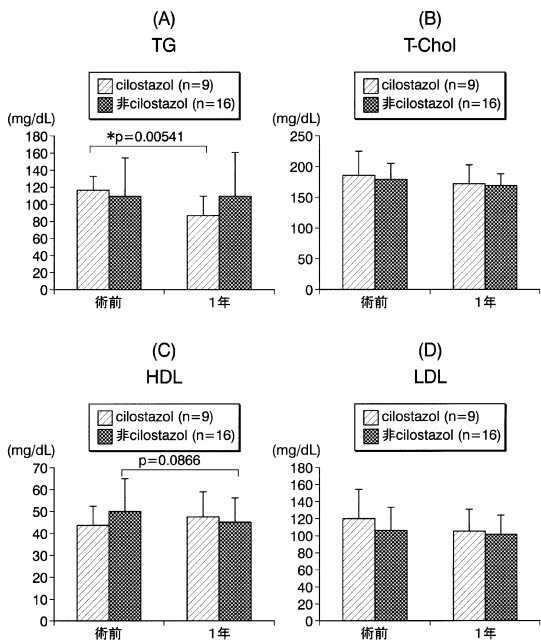 (A)
TG
cilostazol (n=9)
非cilostazol (n=16)
(mg/dL)
180
160
140
120
100
80
60
40
20
0
*p=0.00541
術前
1年
(B)
T-Chol
cilostazol (n=9)
非cilostazol (n=16)
(mg/dL)
250
200
150
100
50
0
術前
1年
(C)
HDL
cilostazol (n=9)
非cilostazol (n=16)
(mg/dL)
70
60
50
40
30
20
10
0
p=0.0866
術前
1年
(D)
LDL
cilostazol (n=9)
非cilostazol (n=16)
(mg/dL)
180
160
140
120
100
80
60
40
20
0
術前
1年